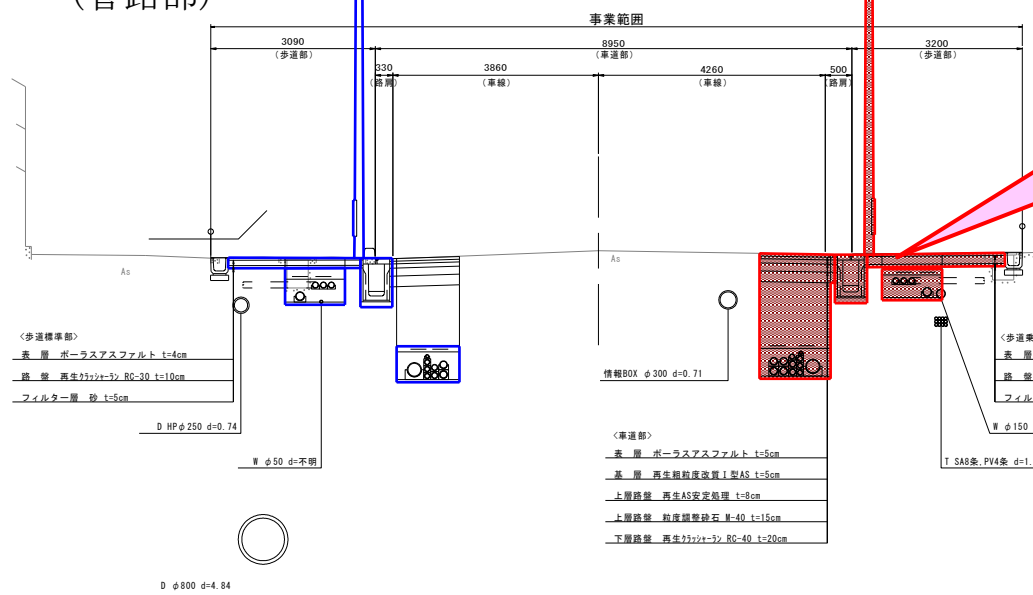 (管路部)
事業範囲
3090
(歩道部)
8950
(車道部)
3200
(歩道部)
330
(路肩)
3860
(車線)
4260
(車線)
500
(路肩)
As
As
〈歩道標準部〉
表 層 ポーラスアスファルト t=4cm
路 盤 再生クラッシャーラン RC-30 t=10cm
フィルター層 砂 t=5cm
D HPφ250 d=0.74
W φ50 d=不明
D φ800 d=4.84
情報BOX φ300 d=0.71
〈車道部〉
表 層 ポーラスアスファルト t=5cm
基 層 再生粗粒度改質Ⅰ型AS t=5cm
上層路盤 再生AS安定処理 t=8cm
上層路盤 粒度調整砕石 M-40 t=15cm
下層路盤 再生クラッシャーラン RC-40 t=20cm
〈歩道乗
表 層
路 盤
フィル
W φ150
T SA8条,PV4条 d=1.